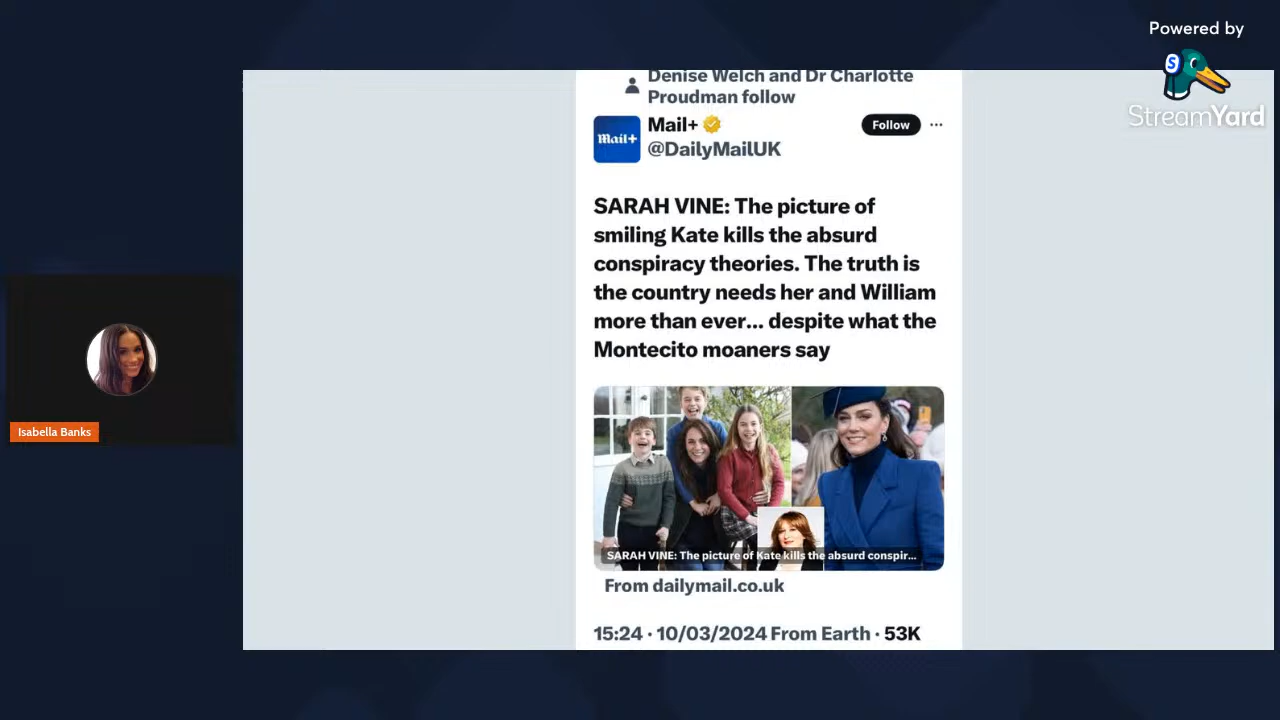 Powered by
S
StreamYard
Denise Welch and Dr Charlotte
Proudman follow
Mail+
Mail+
Follow
@DailyMailUK
SARAH VINE: The picture of
smiling Kate kills the absurd
conspiracy theories. The truth is
the country needs her and William
more than ever... despite what the
Montecito moaners say
SARAH VINE: The picture of Kate kills the absurd conspir...
From dailymail.co.uk
15:24 · 10/03/2024 From Earth · 53K
Isabella Banks